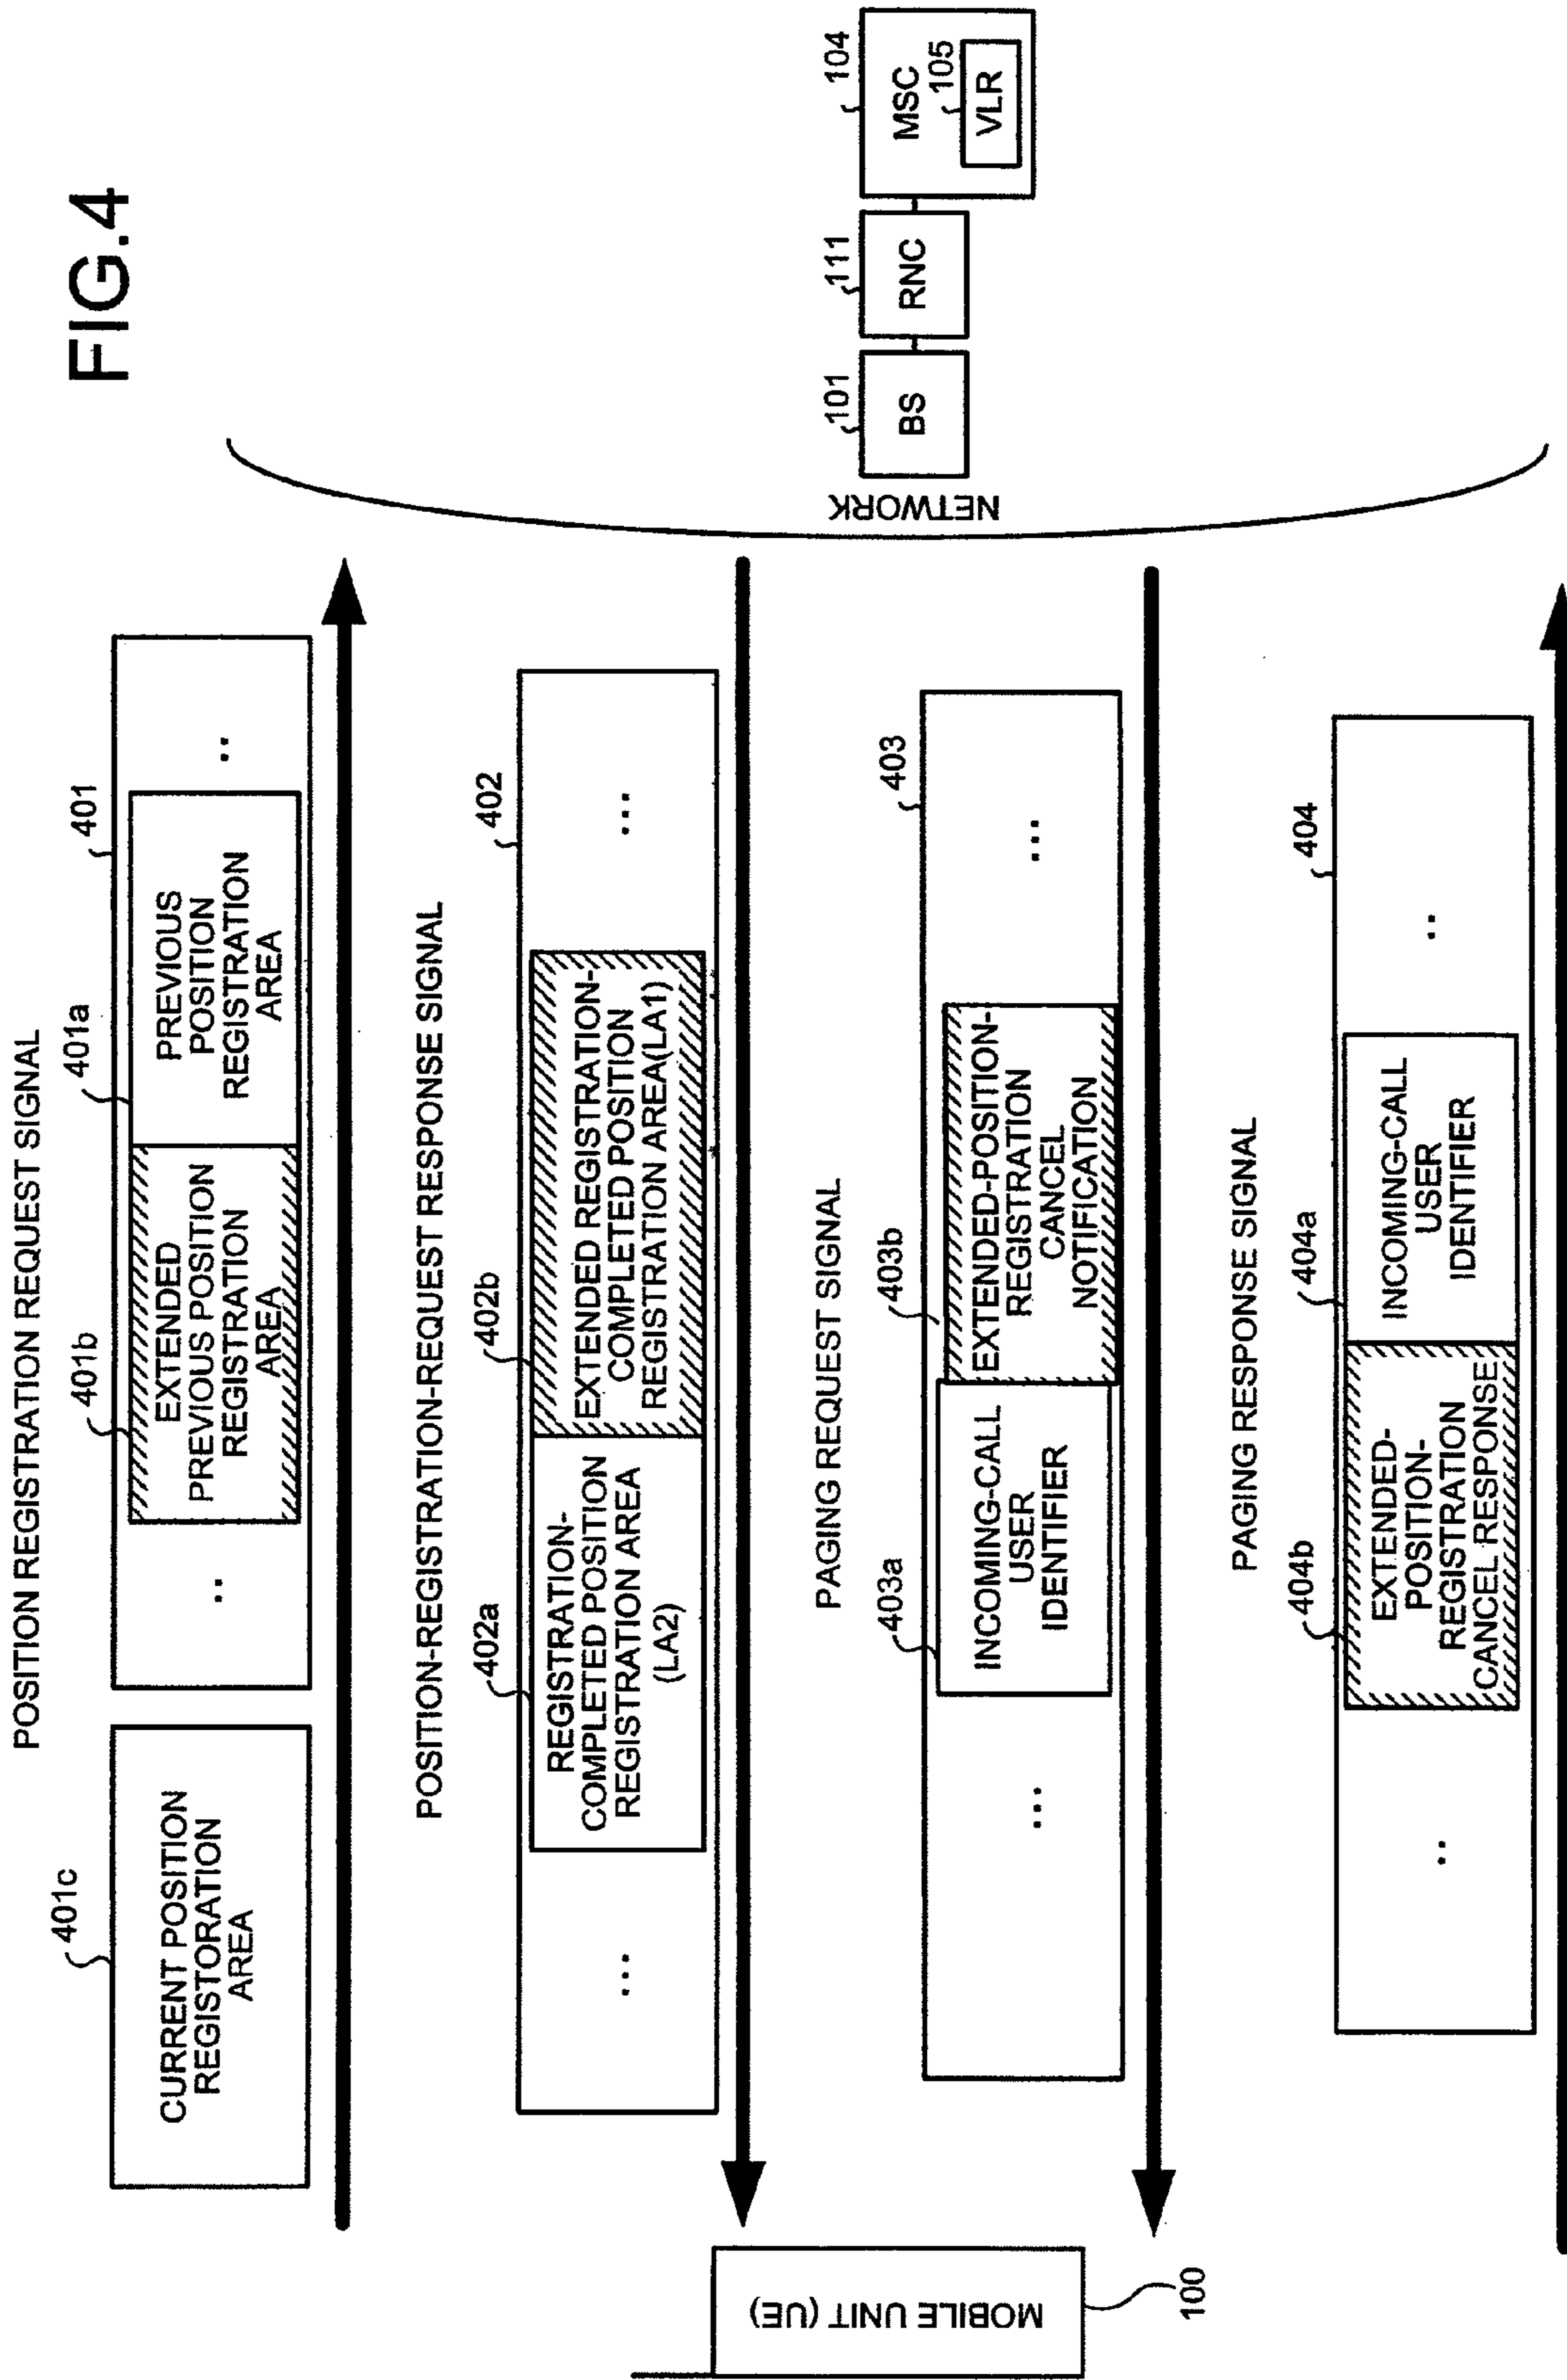 FIG.4
POSITION REGISTRATION REQUEST SIGNAL
401c
CURRENT POSITION
REGISTORATION
AREA
401b
401a
401
..
EXTENDED
PREVIOUS POSITION
REGISTRATION
AREA
PREVIOUS
POSITION
REGISTRATION
AREA
..
POSITION-REGISTRATION-REQUEST RESPONSE SIGNAL
402a
402b
402
...
REGISTRATION-
COMPLETED POSITION
REGISTRATION AREA
(LA2)
EXTENDED REGISTRATION-
COMPLETED POSITION
REGISTRATION AREA(LA1)
...
MOBILE UNIT (UE)
100
NETWORK
101
BS
111
RNC
104
MSC
105
VLR
PAGING REQUEST SIGNAL
403a
403b
403
...
INCOMING-CALL
USER
IDENTIFIER
EXTENDED-POSITION-
REGISTRATION
CANCEL
NOTIFICATION
...
PAGING RESPONSE SIGNAL
404b
404a
404
..
EXTENDED-
POSITION-
REGISTRATION
CANCEL RESPONSE
INCOMING-CALL
USER
IDENTIFIER
..